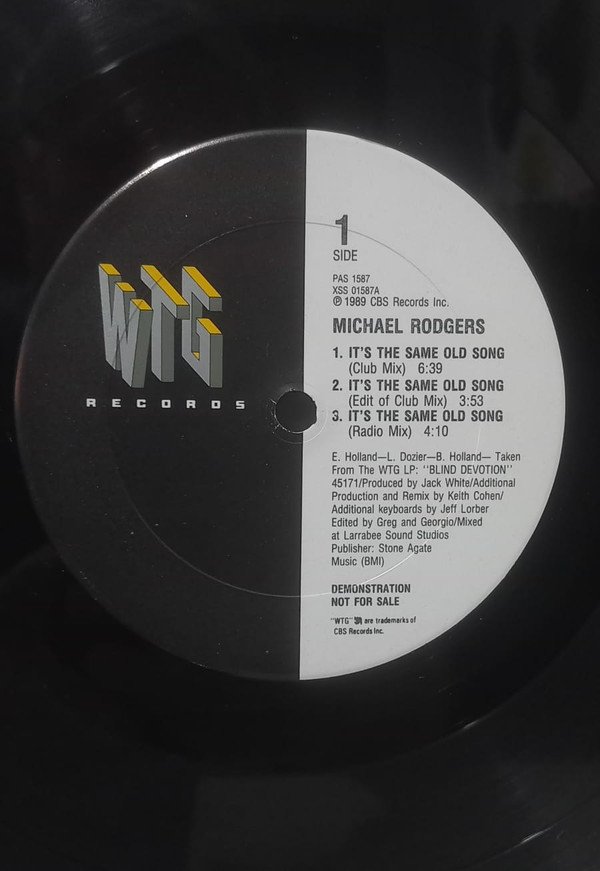 WTG
RECORDS
1
SIDE
PAS 1587
XSS 01587A
℗ 1989 CBS Records Inc.
MICHAEL RODGERS
1. IT'S THE SAME OLD SONG
(Club Mix) 6:39
2. IT'S THE SAME OLD SONG
(Edit of Club Mix) 3:53
3. IT'S THE SAME OLD SONG
(Radio Mix) 4:10
E. Holland—L. Dozier—B. Holland— Taken
From The WTG LP: "BLIND DEVOTION"
45171/Produced by Jack White/Additional
Production and Remix by Keith Cohen/
Additional keyboards by Jeff Lorber
Edited by Greg and Georgio/Mixed
at Larrabee Sound Studios
Publisher: Stone Agate
Music (BMI)
DEMONSTRATION
NOT FOR SALE
"WTG" are trademarks of
CBS Records Inc.